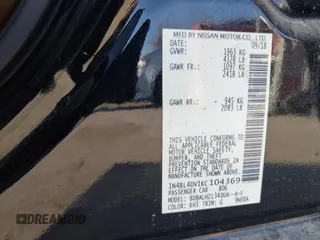 MFD BY NISSAN MOTOR CO., LTD
DATE: 09/18
GVWR: 1963 KG
4328 LB
GAWR FR: 1097 KG
2418 LB
GAWR RR: 945 KG
2083 LB
THIS VEHICLE CONFORMS TO
ALL APPLICABLE FEDERAL
MOTOR VEHICLE SAFETY,
BUMPER, AND THEFT
PREVENTION STANDARDS IN
EFFECT ON THE DATE OF
MANUFACTURE SHOWN ABOVE.
1N4BL4DV1KC104369
PASSENGER CAR
MODEL:
COLOR: KH3 TRIM: G